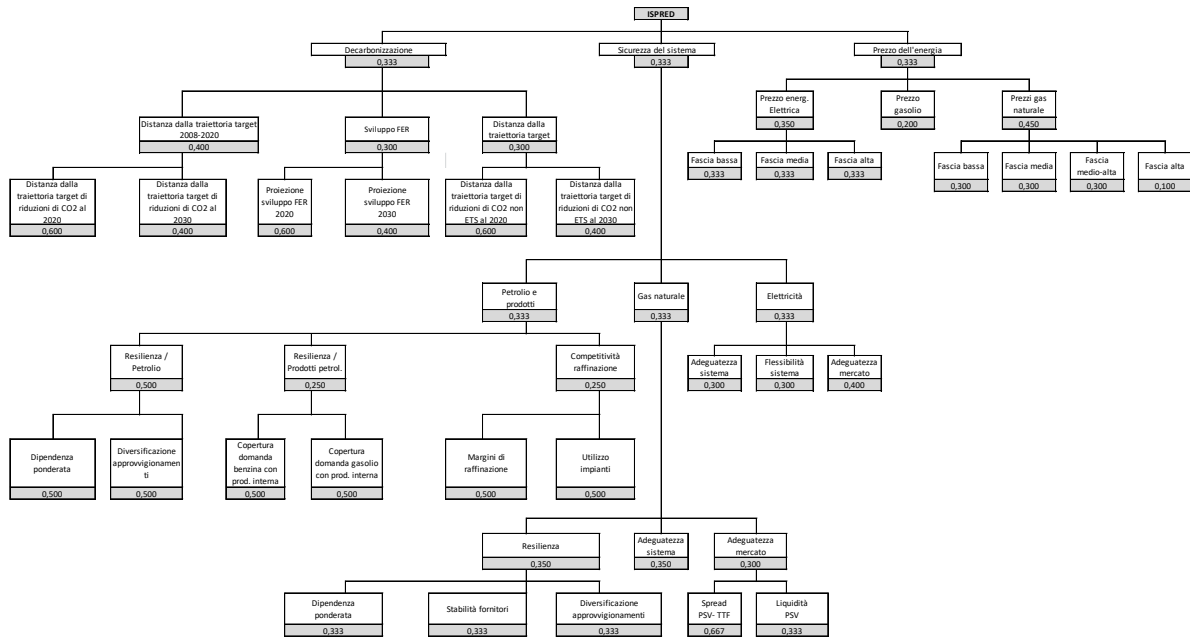 ISPRED
Decarbonizzazione
0,333
Sicurezza del sistema
0,333
Prezzo dell'energia
0,333
Distanza dalla traiettoria target
2008-2020
0,400
Sviluppo FER
0,300
Distanza dalla
traiettoria target
0,300
Prezzo energ.
Elettrica
0,350
Prezzo
gasolio
0,200
Prezzi gas
naturale
0,450
Fascia bassa
0,333
Fascia media
0,333
Fascia alta
0,333
Fascia bassa
0,300
Fascia media
0,300
Fascia
medio-alta
0,300
Fascia alta
0,100
Distanza dalla
traiettoria target di
riduzioni di CO2 al
2020
0,600
Distanza dalla
traiettoria target di
riduzioni di CO2 al
2030
0,400
Proiezione
sviluppo FER
2020
0,600
Proiezione
sviluppo FER
2030
0,400
Distanza dalla
traiettoria target di
riduzioni di CO2 non
ETS al 2020
0,600
Distanza dalla
traiettoria target di
riduzioni di CO2 non
ETS al 2030
0,400
Petrolio e
prodotti
0,333
Gas naturale
0,333
Elettricità
0,333
Resilienza /
Petrolio
0,500
Resilienza /
Prodotti petrol.
0,250
Competitività
raffinazione
0,250
Adeguatezza
sistema
0,300
Flessibilità
sistema
0,300
Adeguatezza
mercato
0,400
Dipendenza
ponderata
0,500
Diversificazione
approvvigionamen
ti
0,500
Copertura
domanda
benzina con
prod. interna
0,500
Copertura
domanda gasolio
con prod. interna
0,500
Margini di
raffinazione
0,500
Utilizzo
impianti
0,500
Resilienza
0,350
Adeguatezza
sistema
0,350
Adeguatezza
mercato
0,300
Dipendenza
ponderata
0,333
Stabilità fornitori
0,333
Diversificazione
approvvigionamenti
0,333
Spread
PSV- TTF
0,667
Liquidità
PSV
0,333